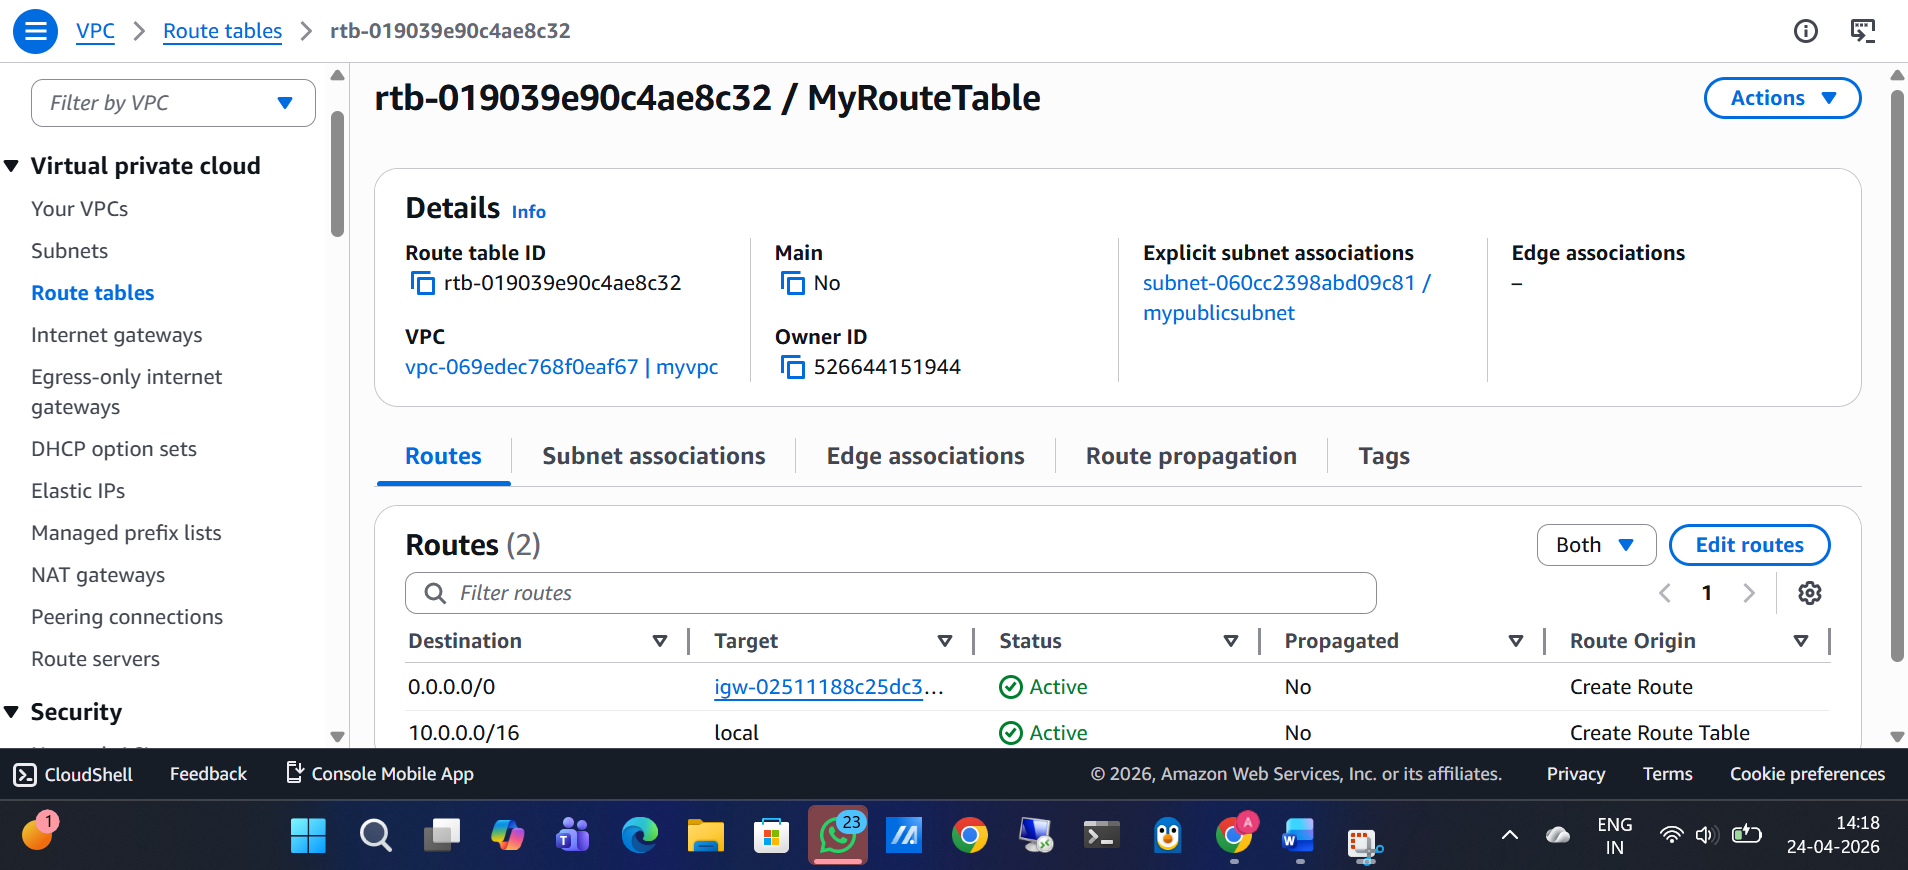 VPC > Route tables > rtb-019039e90c4ae8c32
Filter by VPC
Virtual private cloud
Your VPCs
Subnets
Route tables
Internet gateways
Egress-only internet
gateways
DHCP option sets
Elastic IPs
Managed prefix lists
NAT gateways
Peering connections
Route servers
Security
rtb-019039e90c4ae8c32 / MyRouteTable
Actions
Details Info
Route table ID
rtb-019039e90c4ae8c32
Main
No
Explicit subnet associations
subnet-060cc2398abd09c81 /
mypublicsubnet
Edge associations
–
VPC
vpc-069edec768f0eaf67 | myvpc
Owner ID
526644151944
Routes Subnet associations Edge associations Route propagation Tags
Routes (2)
Both
Edit routes
Filter routes
1
Destination Target Status Propagated Route Origin
0.0.0.0/0 igw-02511188c25dc3... Active No Create Route
10.0.0.0/16 local Active No Create Route Table
CloudShell Feedback Console Mobile App © 2026, Amazon Web Services, Inc. or its affiliates. Privacy Terms Cookie preferences
1
23
A
ENG
IN
14:18
24-04-2026